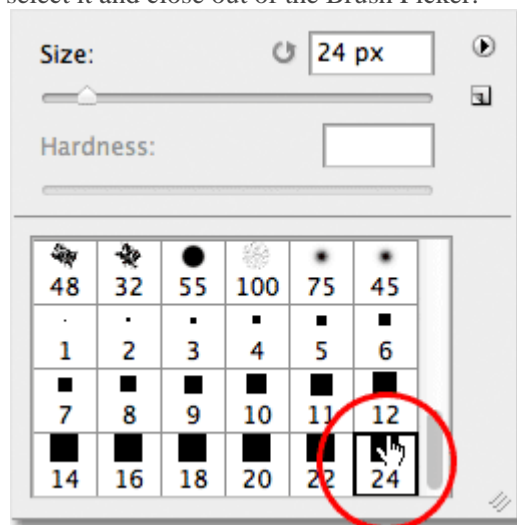 select it and close out of the Brush Picker.
Size: 24 px
Hardness:
48 32 55 100 75 45
1 2 3 4 5 6
7 8 9 10 11 12
14 16 18 20 22 24